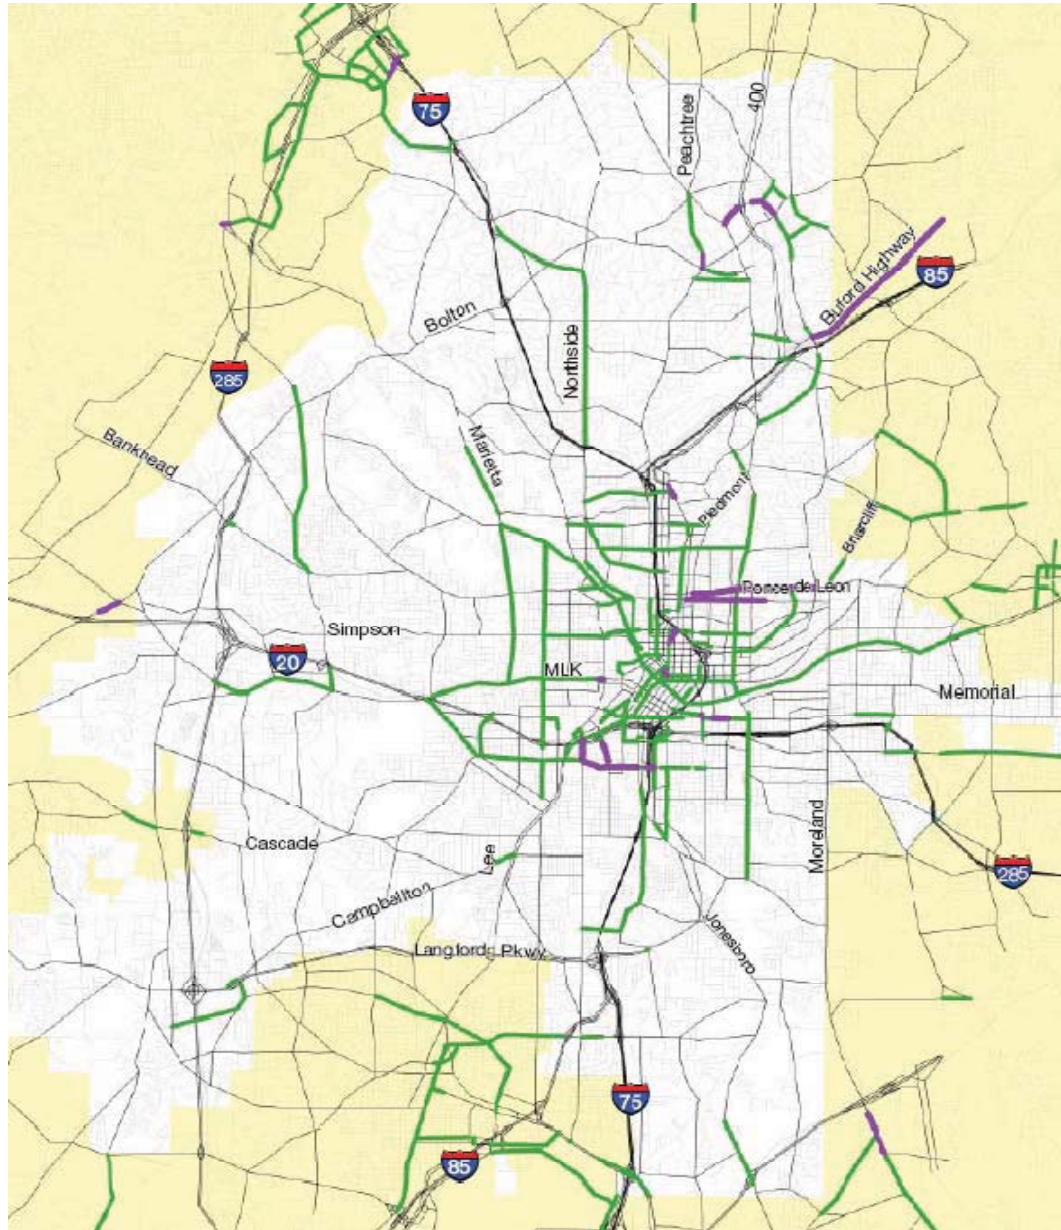 75
400
Peachtree
Buford Highway
85
Bolton
Northside
285
Bankhead
Marietta
Piedmont
Briarcliff
Ponce de Leon
Simpson
20
MLK
Memorial
Moreland
Cascade
Lee
285
Campbellton
Langfords Pkwy
Jonesboro
75
85